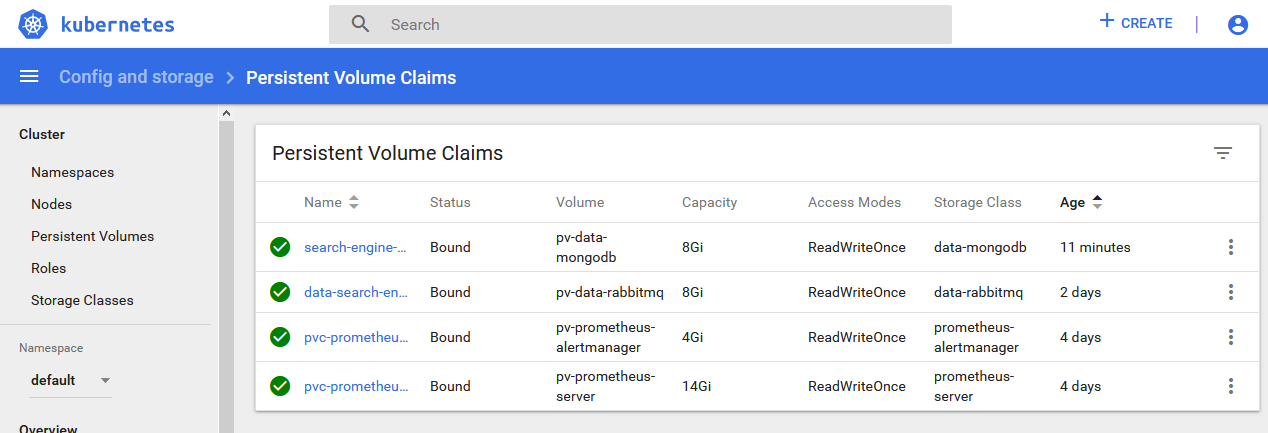 kubernetes
Search
CREATE
Config and storage
Persistent Volume Claims
Cluster
Namespaces
Nodes
Persistent Volumes
Roles
Storage Classes
Namespace
default
Overview
Persistent Volume Claims
Name Status Volume Capacity Access Modes Storage Class Age
search-engine-... Bound pv-data-
mongodb 8Gi ReadWriteOnce data-mongodb 11 minutes
data-search-en... Bound pv-data-rabbitmq 8Gi ReadWriteOnce data-rabbitmq 2 days
pvc-prometheu... Bound pv-prometheus-
alertmanager 4Gi ReadWriteOnce prometheus-
alertmanager 4 days
pvc-prometheu... Bound pv-prometheus-
server 14Gi ReadWriteOnce prometheus-
server 4 days